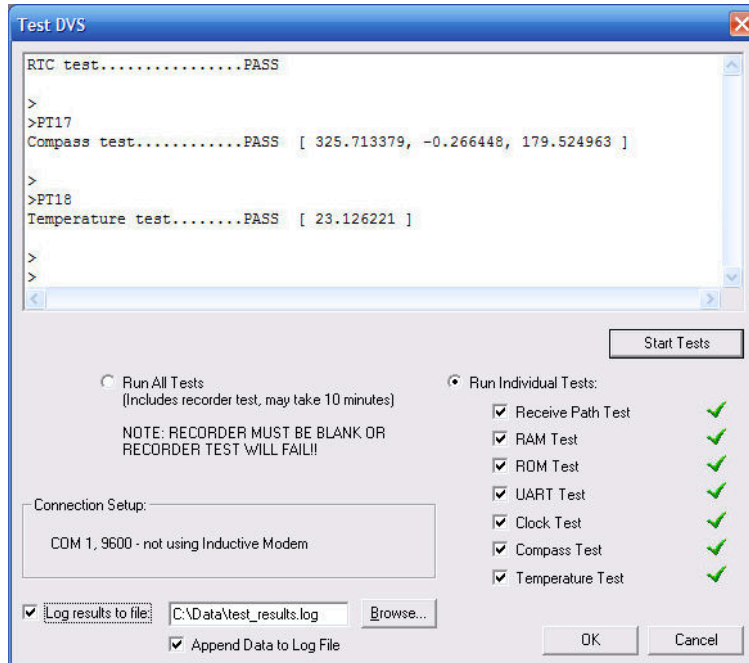 Test DVS
RTC test................PASS
>
>PT17
Compass test............PASS [ 325.713379, -0.266448, 179.524963 ]
>
>PT18
Temperature test........PASS [ 23.126221 ]
>
>
Start Tests
Run All Tests
(Includes recorder test, may take 10 minutes)
NOTE: RECORDER MUST BE BLANK OR
RECORDER TEST WILL FAIL!!
Run Individual Tests:
Receive Path Test
RAM Test
ROM Test
UART Test
Clock Test
Compass Test
Temperature Test
Connection Setup:
COM 1, 9600 - not using Inductive Modem
Log results to file:
C:\Data\test_results.log
Browse...
Append Data to Log File
OK
Cancel